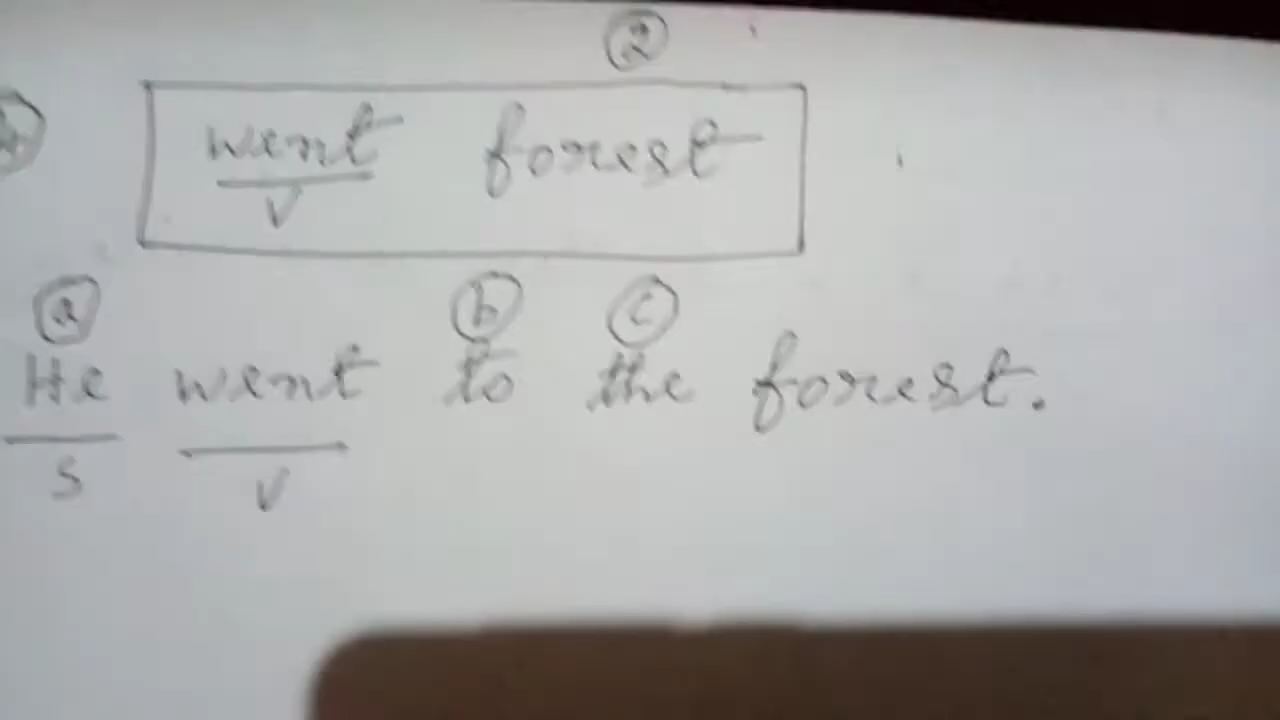 2
went forest
V
a b c
He went to the forest.
S V